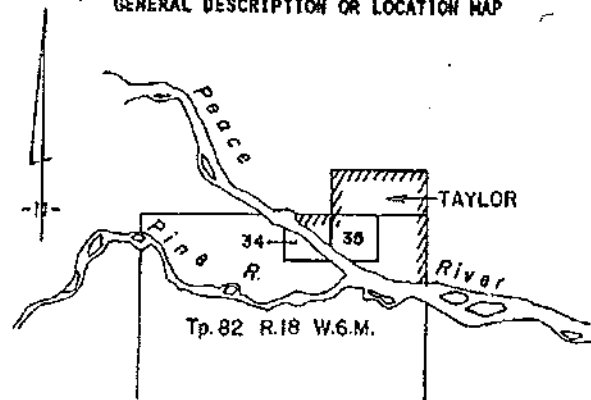 GENERAL DESCRIPTION OR LOCATION MAP
Peace
TAYLOR
34
35
Pine R.
River
Tp. 82 R.18 W.6.M.
N